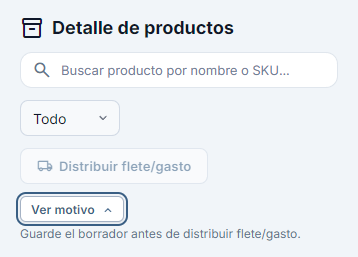 Detalle de productos
Buscar producto por nombre o SKU...
Todo
Distribuir flete/gasto
Ver motivo
Guarde el borrador antes de distribuir flete/gasto.